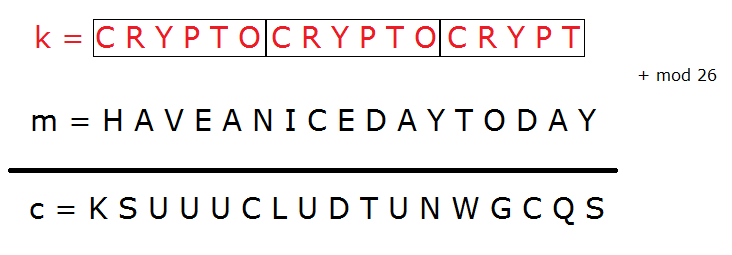 k = C R Y P T O C R Y P T O C R Y P T
+ mod 26
m = H A V E A N I C E D A Y T O D A Y
c = K S U U U C L U D T U N W G C Q S